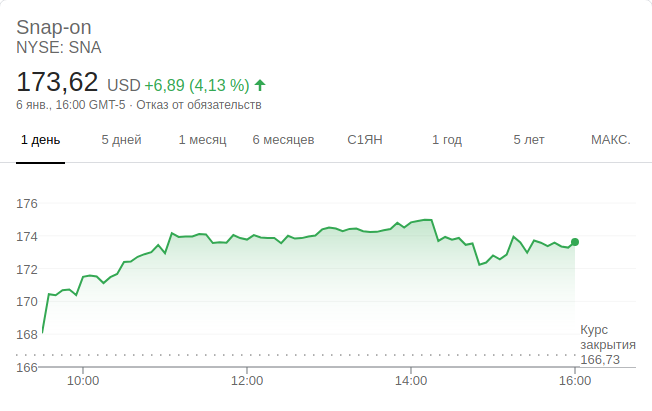 Snap-on
NYSE: SNA
173,62 USD +6,89 (4,13 %)
6 янв., 16:00 GMT-5 · Отказ от обязательств
1 день 5 дней 1 месяц 6 месяцев С1ЯН 1 год 5 лет МАКС.
176
174
172
170
168
Курс
закрытия
166,73
166
10:00 12:00 14:00 16:00